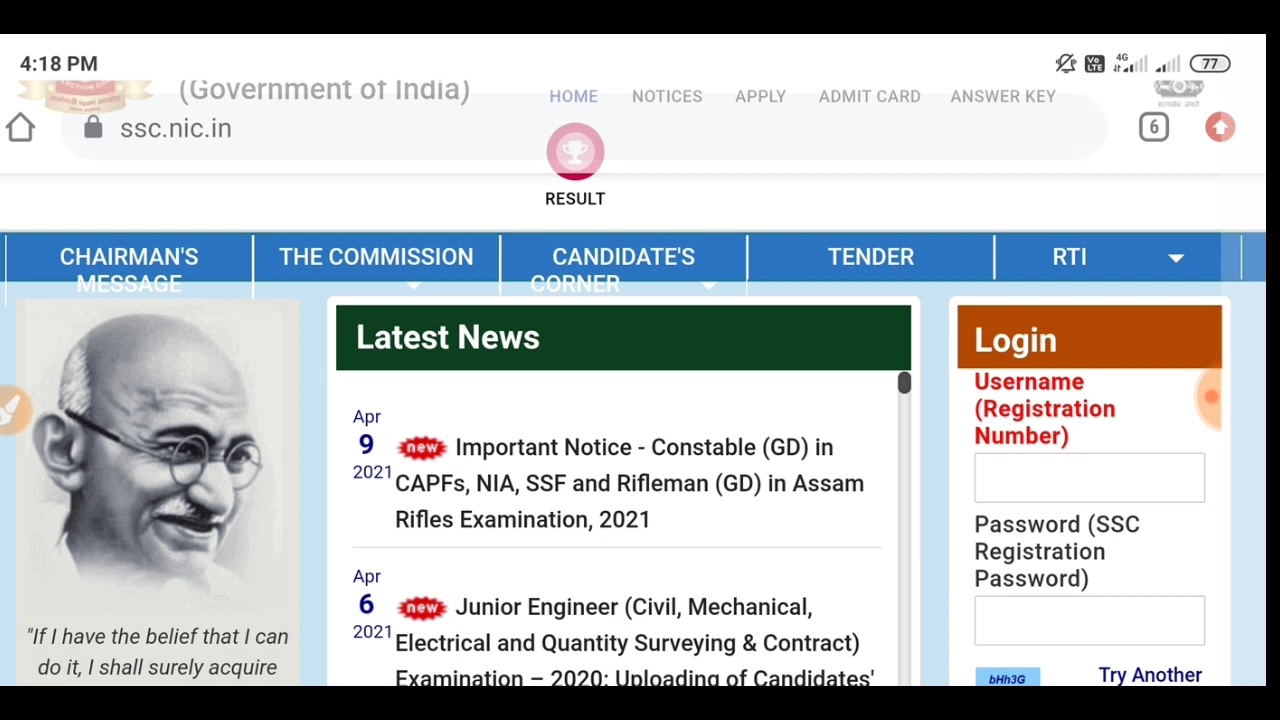 4:18 PM
VO LTE
4G
77
(Government of India)
HOME NOTICES APPLY ADMIT CARD ANSWER KEY
ssc.nic.in
6
RESULT
CHAIRMAN'S
MESSAGE
THE COMMISSION
CANDIDATE'S
CORNER
TENDER
RTI
Latest News
Apr
9
2021
new Important Notice - Constable (GD) in
CAPFs, NIA, SSF and Rifleman (GD) in Assam
Rifles Examination, 2021
Apr
6
2021
new Junior Engineer (Civil, Mechanical,
Electrical and Quantity Surveying & Contract)
Examination – 2020: Uploading of Candidates'
Login
Username
(Registration
Number)
Password (SSC
Registration
Password)
bHh3G
Try Another
"If I have the belief that I can
do it, I shall surely acquire